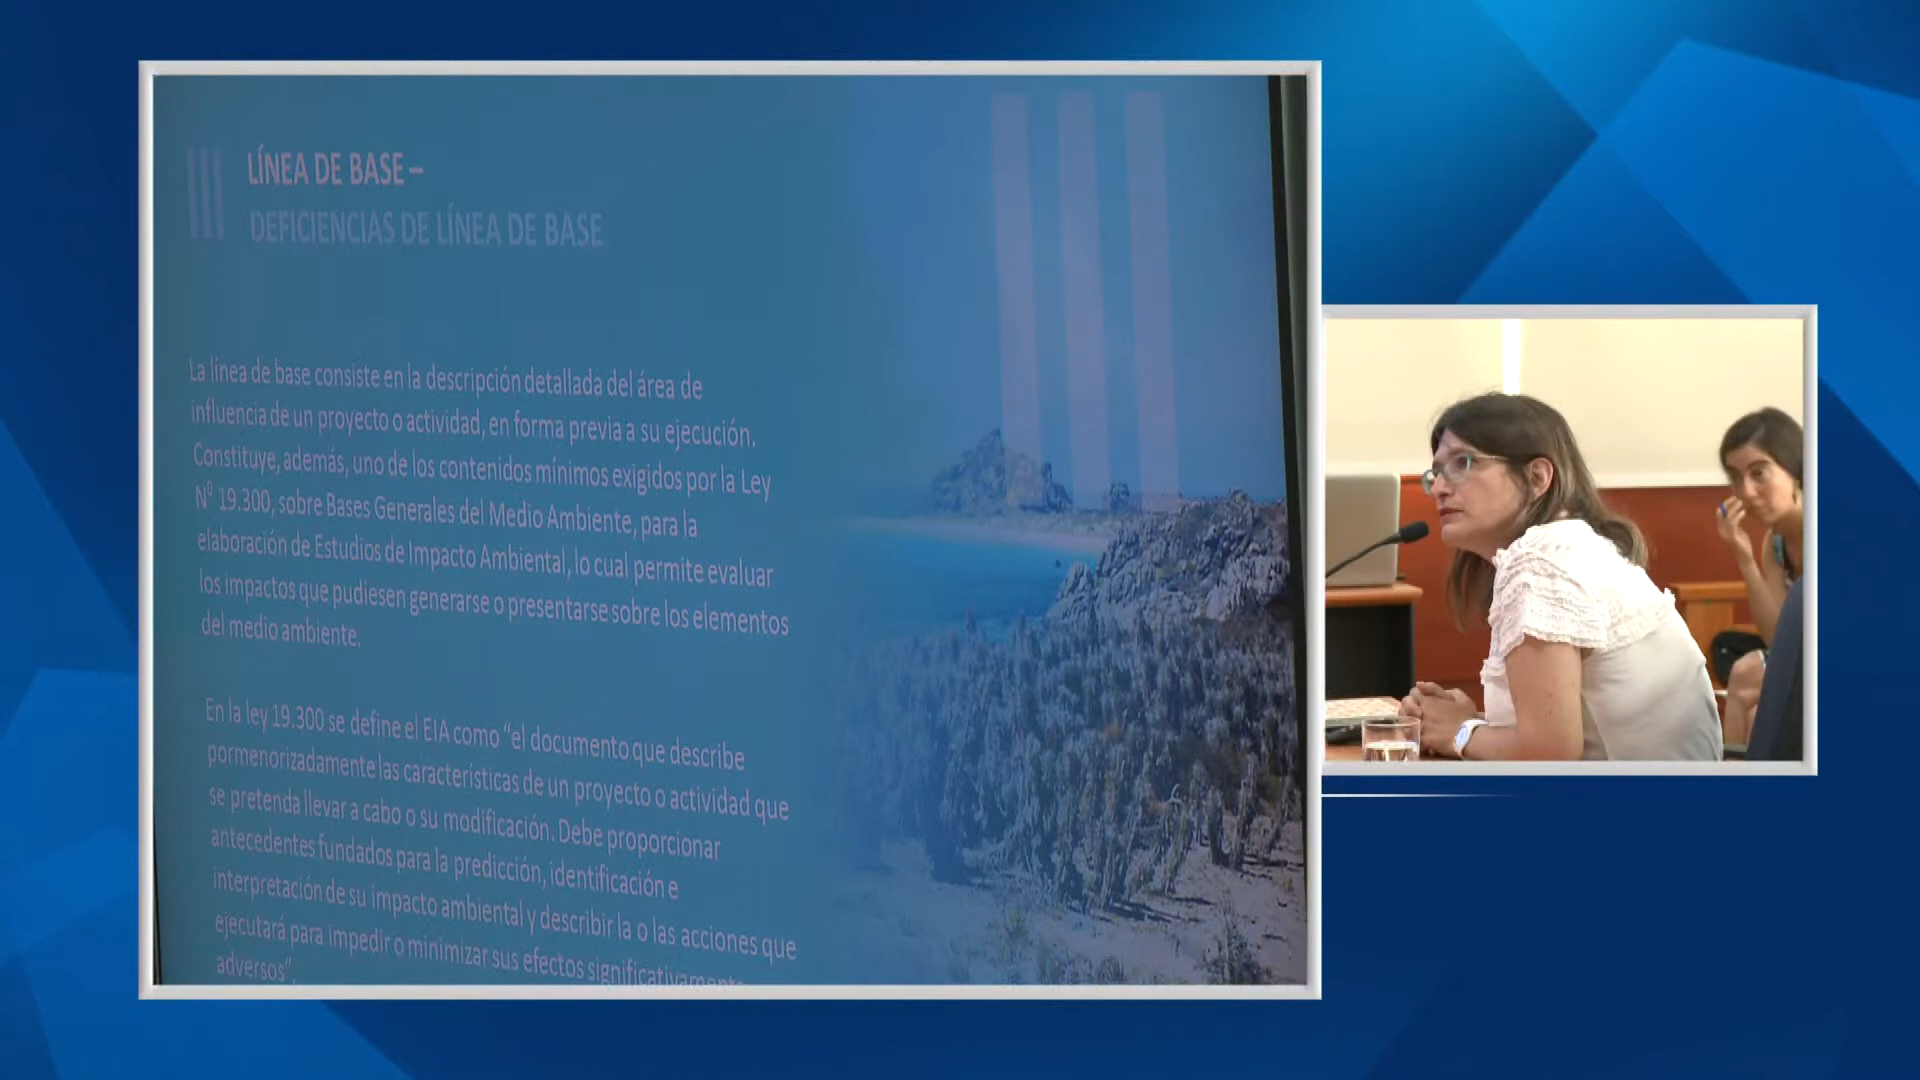 LÍNEA DE BASE –
DEFICIENCIAS DE LÍNEA DE BASE
La línea de base consiste en la descripción detallada del área de
influencia de un proyecto o actividad, en forma previa a su ejecución.
Constituye, además, uno de los contenidos mínimos exigidos por la Ley
N⁰ 19.300, sobre Bases Generales del Medio Ambiente, para la
elaboración de Estudios de Impacto Ambiental, lo cual permite evaluar
los impactos que pudiesen generarse o presentarse sobre los elementos
del medio ambiente.
En la ley 19.300 se define el EIA como “el documento que describe
pormenorizadamente las características de un proyecto o actividad que
se pretenda llevar a cabo o su modificación. Debe proporcionar
antecedentes fundados para la predicción, identificación e
interpretación de su impacto ambiental y describir la o las acciones que
ejecutará para impedir o minimizar sus efectos significativamente
adversos”.